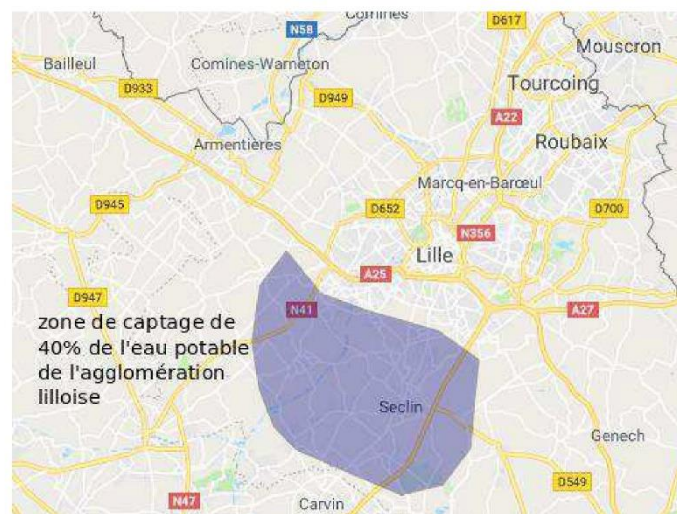 Comines
D617
N58
Mouscron
Bailleul
Comines-Warneton
D933
Tourcoing
D949
A22
Armentières
Roubaix
Marcq-en-Barœul
D945
D652
D700
N356
Lille
A25
D947
N41
A27
zone de captage de
40% de l'eau potable
de l'agglomération
lilloise
Seclin
Genech
D549
N47
Carvin